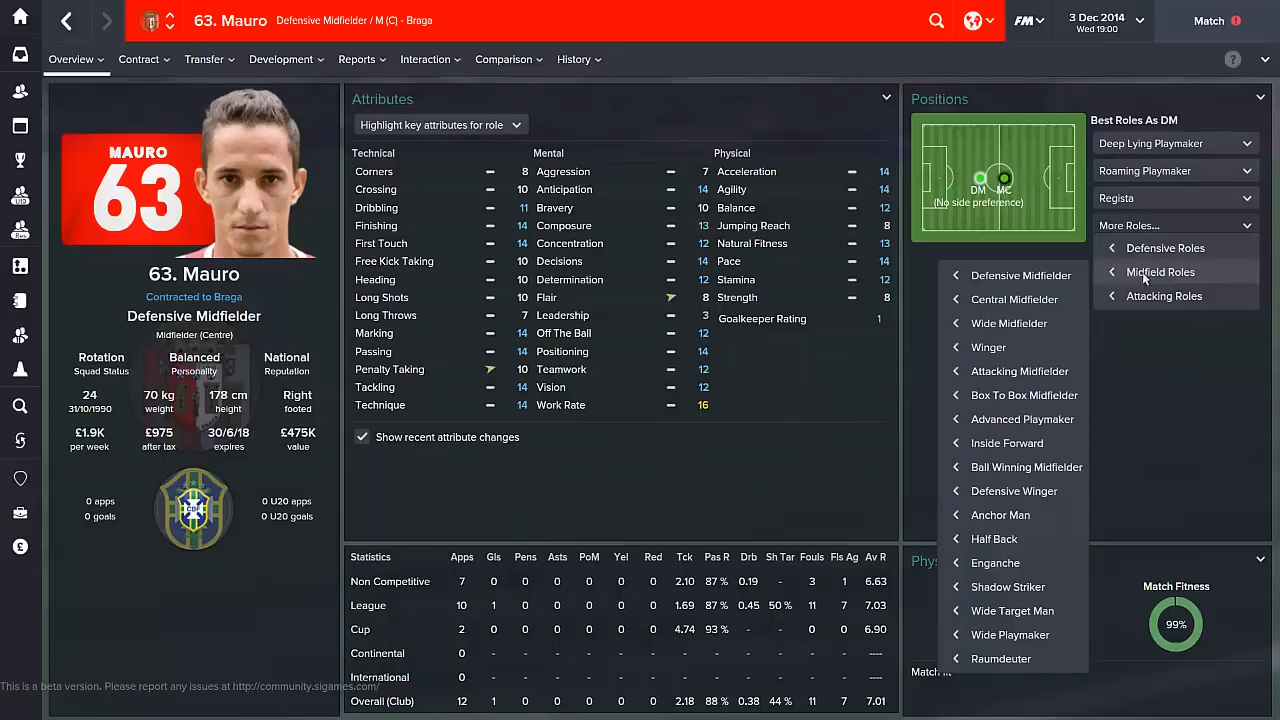 63. Mauro Defensive Midfielder / M (C) - Braga
FM
3 Dec 2014
Wed 19:00
Match
Overview Contract Transfer Development Reports Interaction Comparison History
MAURO
63
63. Mauro
Contracted to Braga
Defensive Midfielder
Midfielder (Centre)
Rotation Balanced National
Squad Status Personality Reputation
24 70 kg 178 cm Right
31/10/1990 weight height footed
£1.9K £975 30/6/18 £475K
per week after tax expires value
0 apps 0 U20 apps
0 goals 0 U20 goals
CBF
This is a beta version. Please report any issues at http://community.sigames.com/
Attributes
Highlight key attributes for role
Technical Mental Physical
Corners 8 Aggression 7 Acceleration 14
Crossing 10 Anticipation 14 Agility 14
Dribbling 11 Bravery 10 Balance 12
Finishing 14 Composure 13 Jumping Reach 8
First Touch 14 Concentration 12 Natural Fitness 13
Free Kick Taking 10 Decisions 14 Pace 14
Heading 10 Determination 12 Stamina 12
Long Shots 10 Flair 8 Strength 8
Long Throws 7 Leadership 3 Goalkeeper Rating 1
Marking 14 Off The Ball 12
Passing 14 Positioning 14
Penalty Taking 10 Teamwork 12
Tackling 14 Vision 12
Technique 14 Work Rate 16
Show recent attribute changes
Statistics Apps Gls Pens Asts PoM Yel Red Tck Pas R Drb Sh Tar Fouls Fls Ag Av R
Non Competitive 7 0 0 0 0 0 0 2.10 87 % 0.19 - 3 1 6.63
League 10 1 0 0 0 0 0 1.69 87 % 0.45 50 % 11 7 7.03
Cup 2 0 0 0 0 0 0 4.74 93 % - - 0 0 6.90
Continental 0 - - - - - - - - - - - - ----
International 0 - - - - - - - - - - - - ----
Overall (Club) 12 1 0 0 0 0 0 2.18 88 % 0.38 44 % 11 7 7.01
Positions
DM MC
(No side preference)
Best Roles As DM
Deep Lying Playmaker
Roaming Playmaker
Regista
More Roles...
Defensive Roles
Midfield Roles
Attacking Roles
Defensive Midfielder
Central Midfielder
Wide Midfielder
Winger
Attacking Midfielder
Box To Box Midfielder
Advanced Playmaker
Inside Forward
Ball Winning Midfielder
Defensive Winger
Anchor Man
Half Back
Enganche
Shadow Striker
Wide Target Man
Wide Playmaker
Raumdeuter
Match Fitness
99%